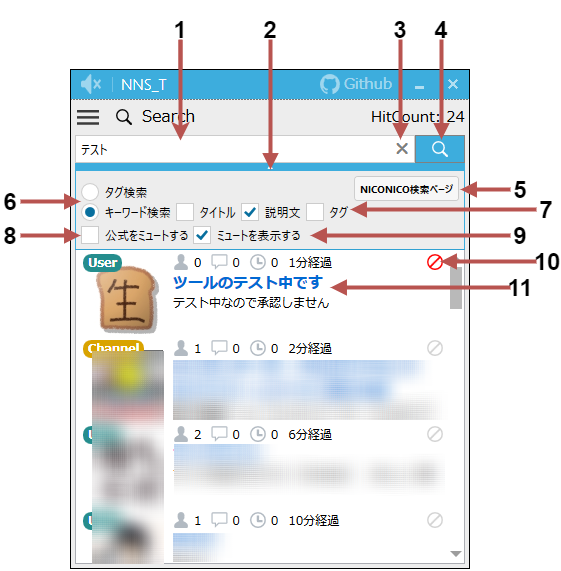 1 2 3 4
NNS_T Github
Search HitCount: 24
テスト
タグ検索 NICONICO検索ページ 5
6 キーワード検索 タイトル 説明文 タグ 7
8 公式をミュートする ミュートを表示する 9
User 0 0 0 1分経過 10
ツールのテスト中です 11
テスト中なので承認しません
生
Channel 1 0 0 2分経過
2 0 0 6分経過
1 0 0 10分経過